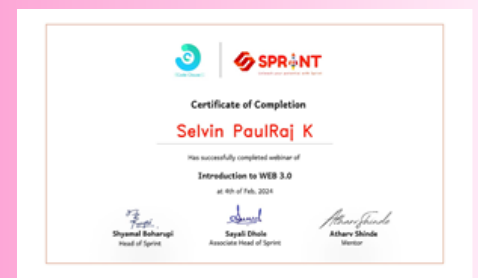 SPRINT
Certificate of Completion
Selvin PaulRaj K
Has successfully completed webinar of
Introduction to WEB 3.0
at 4th of Feb, 2024
Shyamal Boharupi
Sayali Dhole
Atharv Shinde
Head of Sprint
Associate Head of Sprint
Mentor